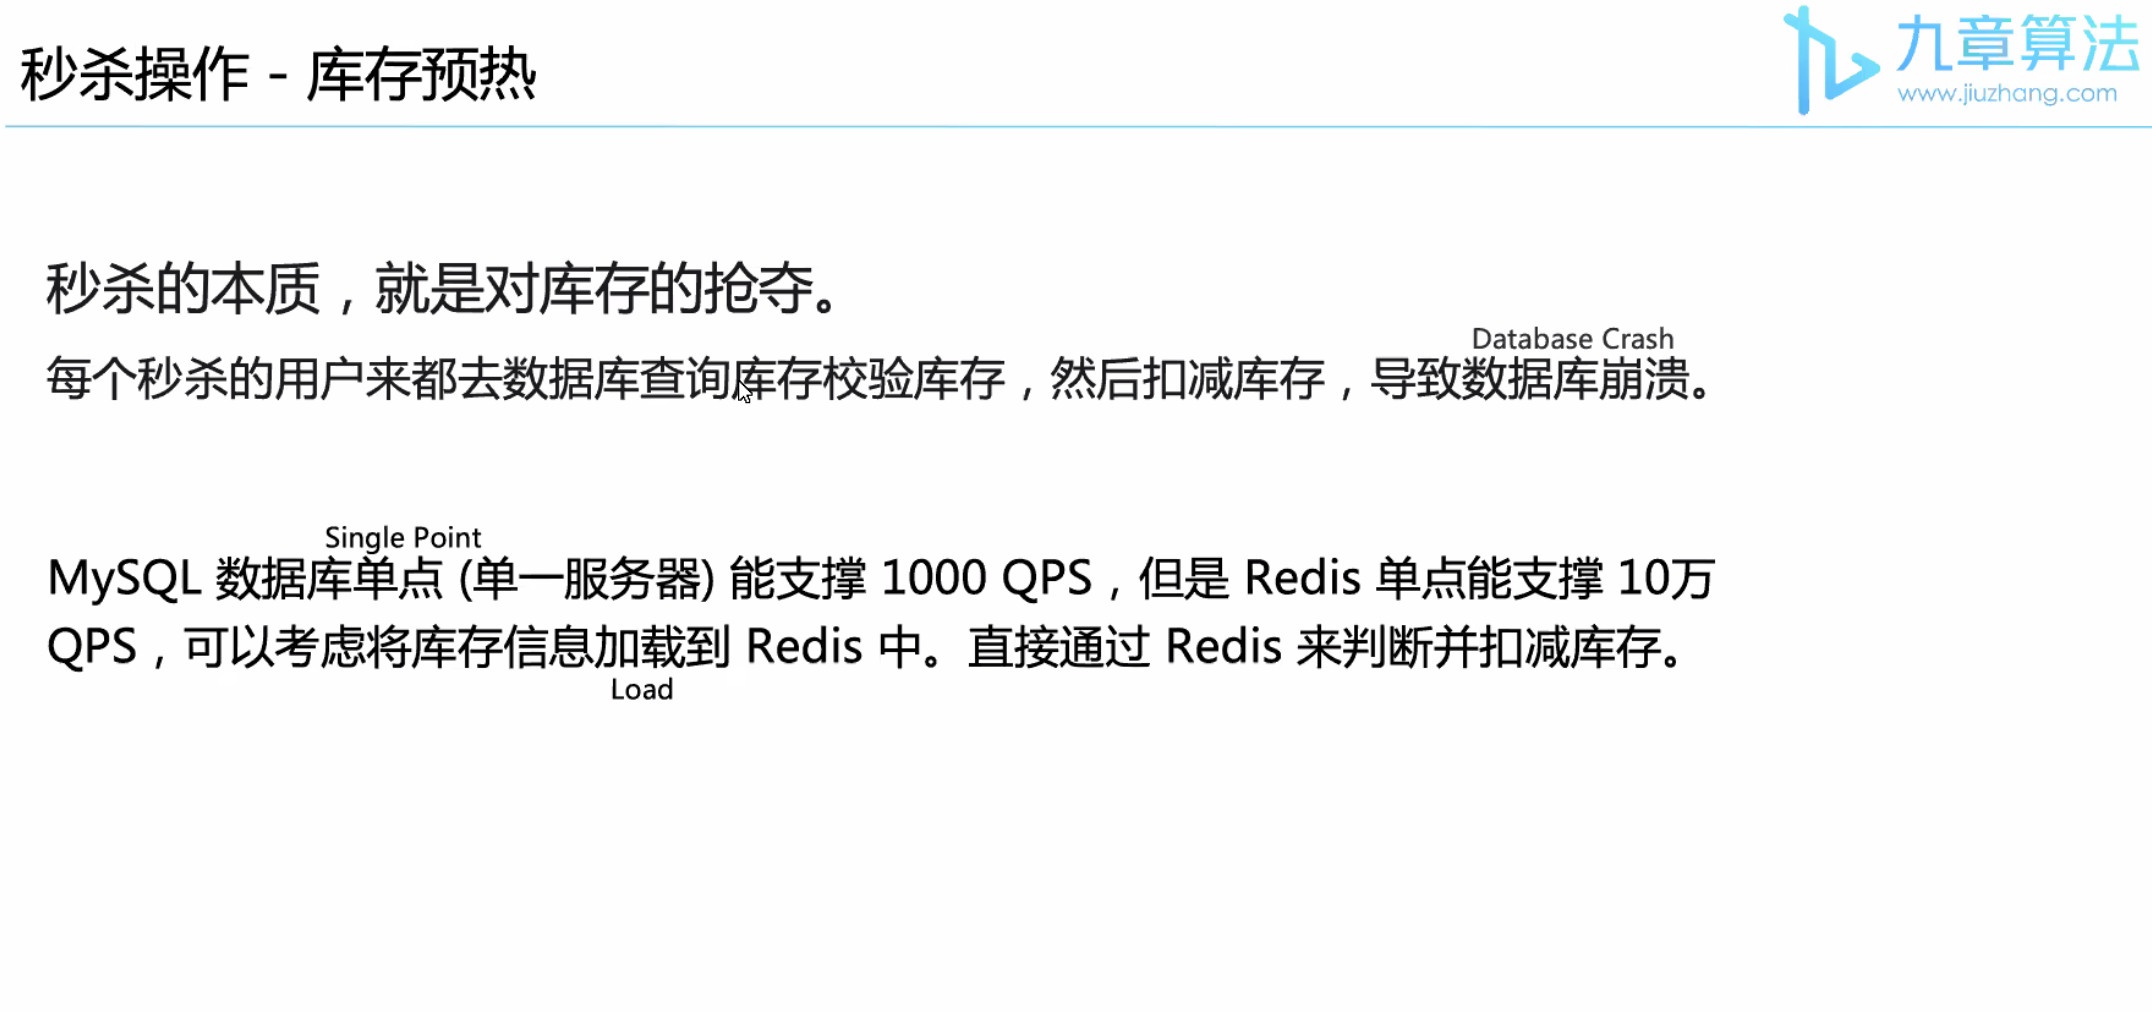 秒杀操作 - 库存预热
九章算法
www.jiuzhang.com
秒杀的本质，就是对库存的抢夺。
Database Crash
每个秒杀的用户来都去数据库查询库存校验库存，然后扣减库存，导致数据库崩溃。
Single Point
MySQL 数据库单点 (单一服务器) 能支撑 1000 QPS，但是 Redis 单点能支撑 10万
QPS，可以考虑将库存信息加载到 Redis 中。直接通过 Redis 来判断并扣减库存。
Load